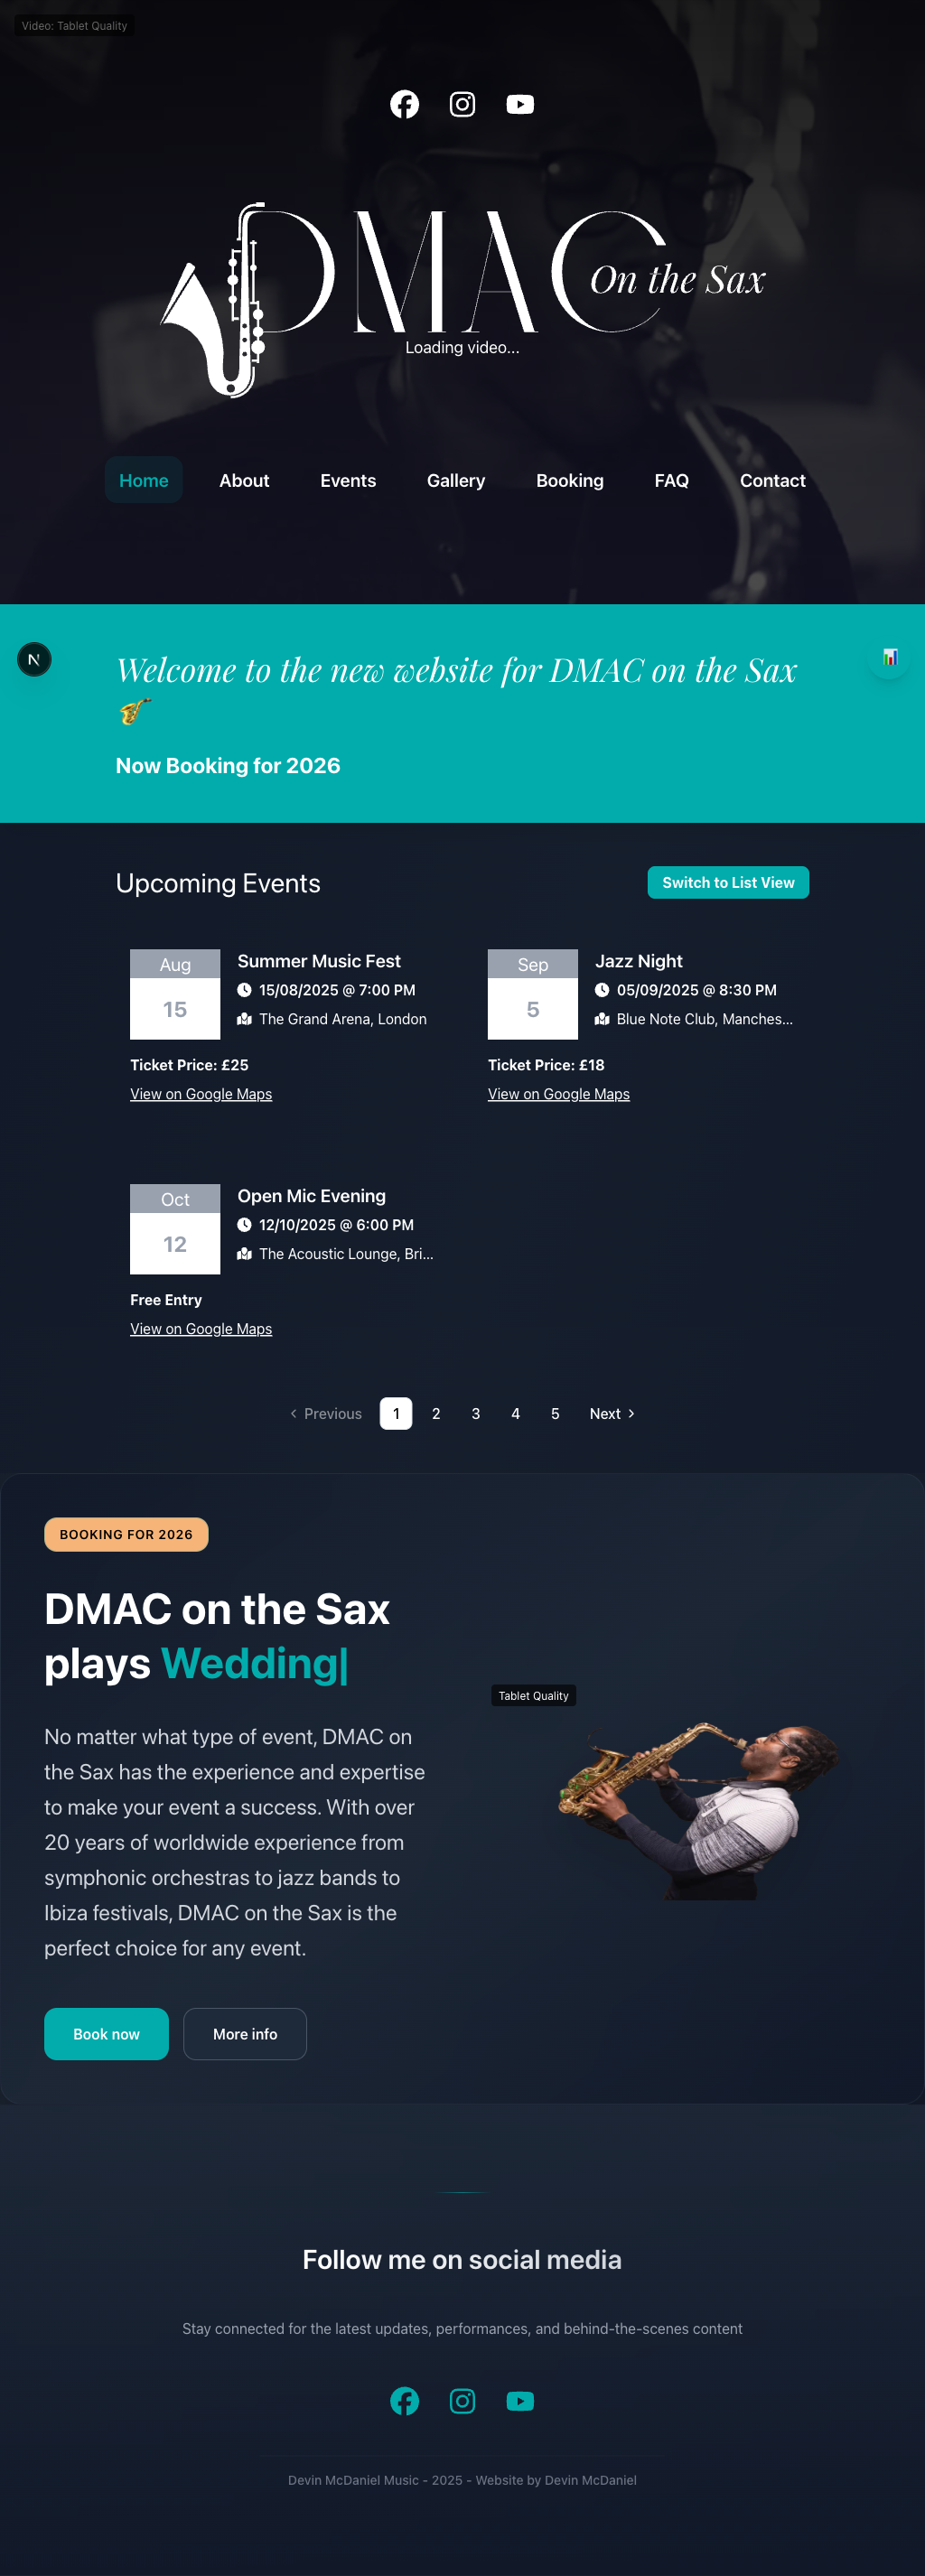 Video: Tablet Quality
DMAC
On the Sax
Loading video...
Home About Events Gallery Booking FAQ Contact
N
Welcome to the new website for DMAC on the Sax
🎷
Now Booking for 2026
Upcoming Events
Switch to List View
Aug
15
Summer Music Fest
15/08/2025 @ 7:00 PM
The Grand Arena, London
Ticket Price: £25
View on Google Maps
Sep
5
Jazz Night
05/09/2025 @ 8:30 PM
Blue Note Club, Manches...
Ticket Price: £18
View on Google Maps
Oct
12
Open Mic Evening
12/10/2025 @ 6:00 PM
The Acoustic Lounge, Bri...
Free Entry
View on Google Maps
Previous 1 2 3 4 5 Next
BOOKING FOR 2026
DMAC on the Sax
plays Wedding|
No matter what type of event, DMAC on
the Sax has the experience and expertise
to make your event a success. With over
20 years of worldwide experience from
symphonic orchestras to jazz bands to
Ibiza festivals, DMAC on the Sax is the
perfect choice for any event.
Book now More info
Tablet Quality
Follow me on social media
Stay connected for the latest updates, performances, and behind-the-scenes content
Devin McDaniel Music - 2025 - Website by Devin McDaniel